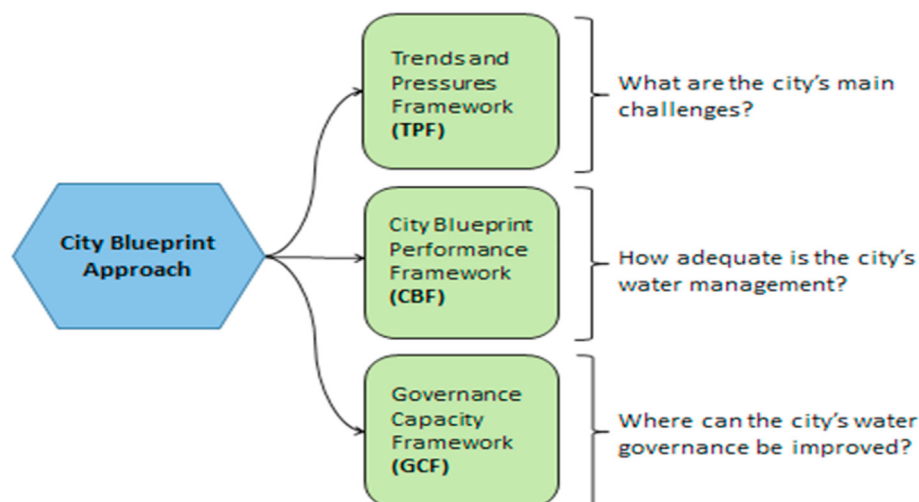 City Blueprint
Approach
Trends and
Pressures
Framework
(TPF)
What are the city's main
challenges?
City Blueprint
Performance
Framework
(CBF)
How adequate is the city's
water management?
Governance
Capacity
Framework
(GCF)
Where can the city's water
governance be improved?